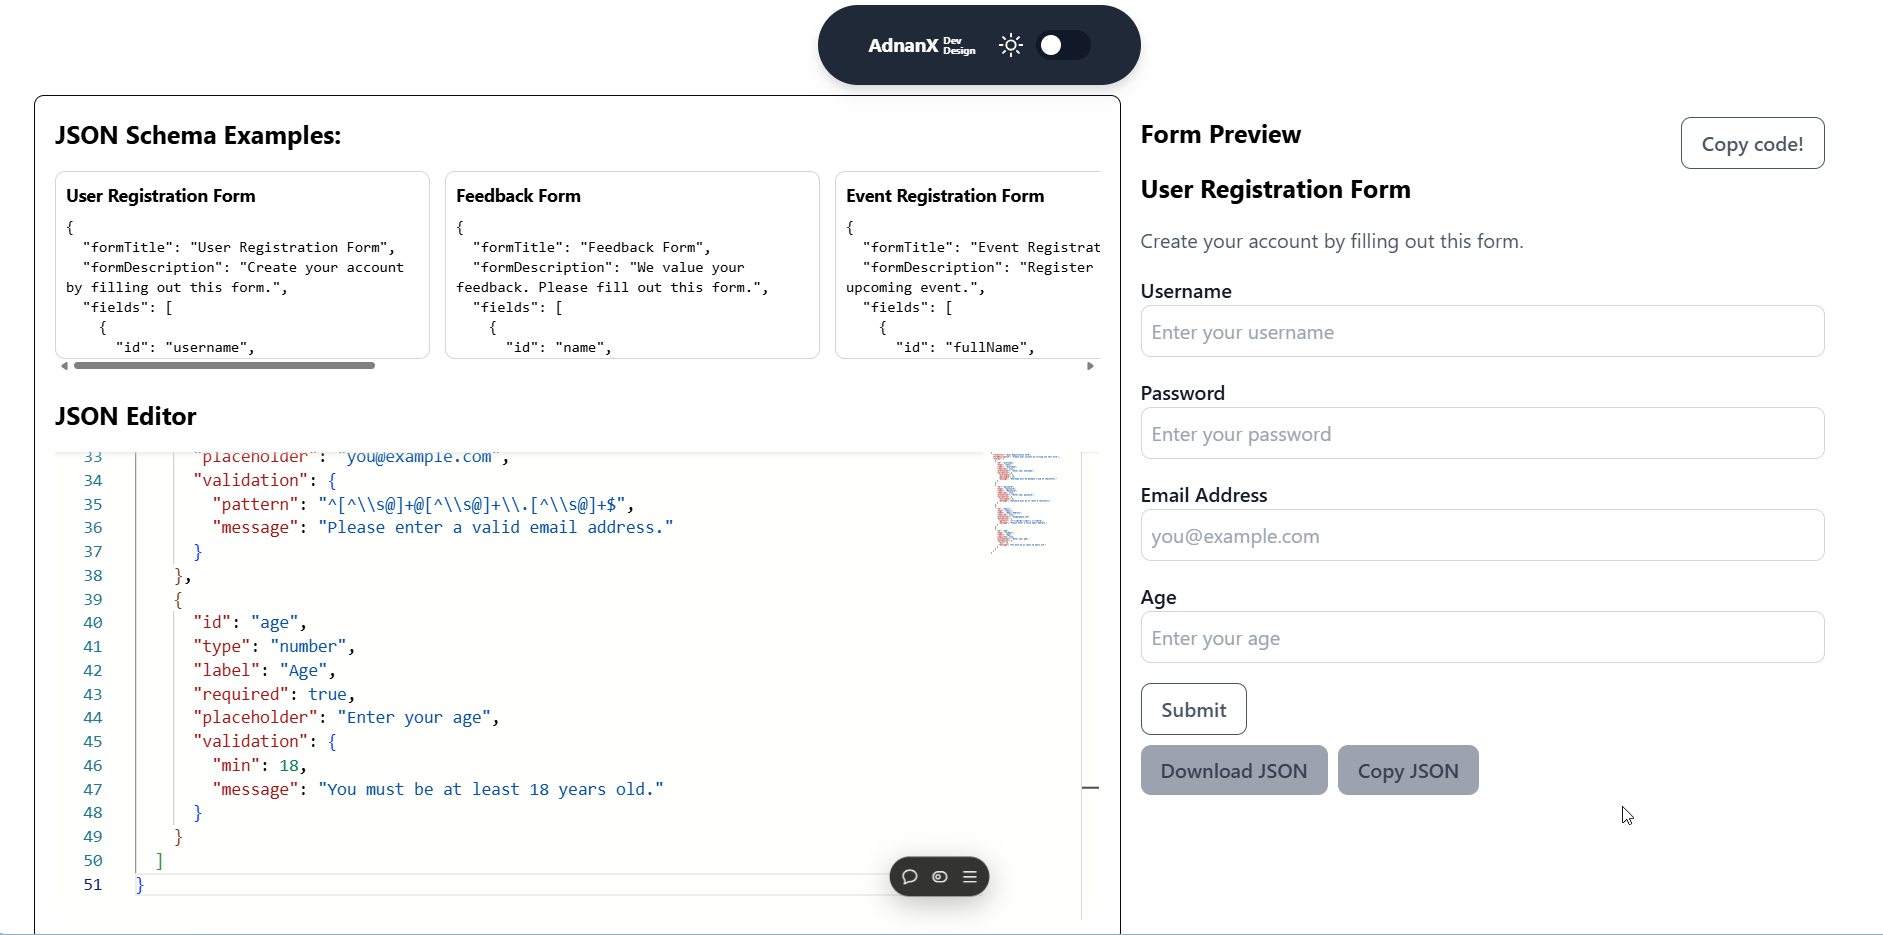 AdnanX Dev Design
JSON Schema Examples:
User Registration Form
{
"formTitle": "User Registration Form",
"formDescription": "Create your account
by filling out this form.",
"fields": [
{
"id": "username",
Feedback Form
{
"formTitle": "Feedback Form",
"formDescription": "We value your
feedback. Please fill out this form.",
"fields": [
{
"id": "name",
Event Registration Form
{
"formTitle": "Event Registrat
"formDescription": "Register
upcoming event.",
"fields": [
{
"id": "fullName",
JSON Editor
33 "placeholder": "you@example.com",
34 "validation": {
35 "pattern": "^[^\\s@]+@[^\\s@]+\\.[^\\s@]+$",
36 "message": "Please enter a valid email address."
37 }
38 },
39 {
40 "id": "age",
41 "type": "number",
42 "label": "Age",
43 "required": true,
44 "placeholder": "Enter your age",
45 "validation": {
46 "min": 18,
47 "message": "You must be at least 18 years old."
48 }
49 }
50 ]
51 }
Form Preview
Copy code!
User Registration Form
Create your account by filling out this form.
Username
Enter your username
Password
Enter your password
Email Address
you@example.com
Age
Enter your age
Submit
Download JSON
Copy JSON